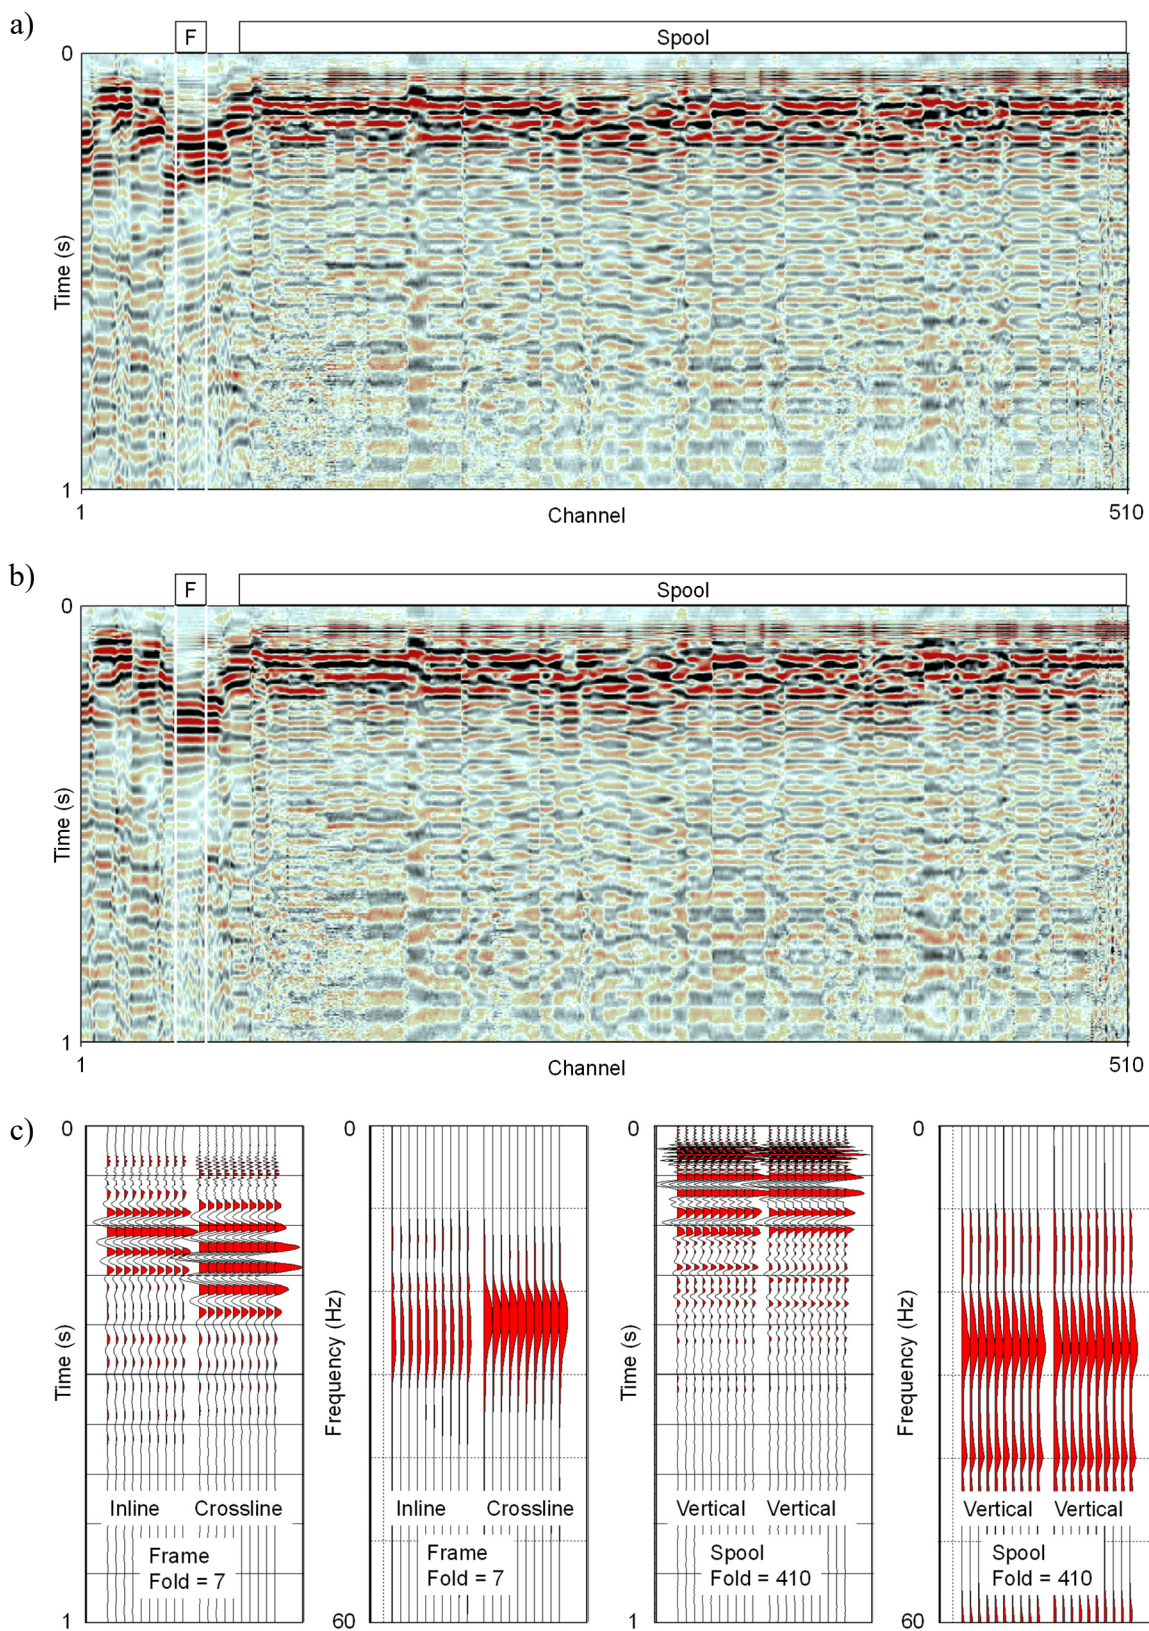 a)
F
Spool
0
Time (s)
1
1
Channel
510
b)
F
Spool
0
Time (s)
1
1
Channel
510
c)
0
0
0
0
Time (s)
Frequency (Hz)
Time (s)
Frequency (Hz)
Inline
Crossline
Inline
Crossline
Vertical
Vertical
Vertical
Vertical
Frame
Fold = 7
Frame
Fold = 7
Spool
Fold = 410
Spool
Fold = 410
1
60
1
60